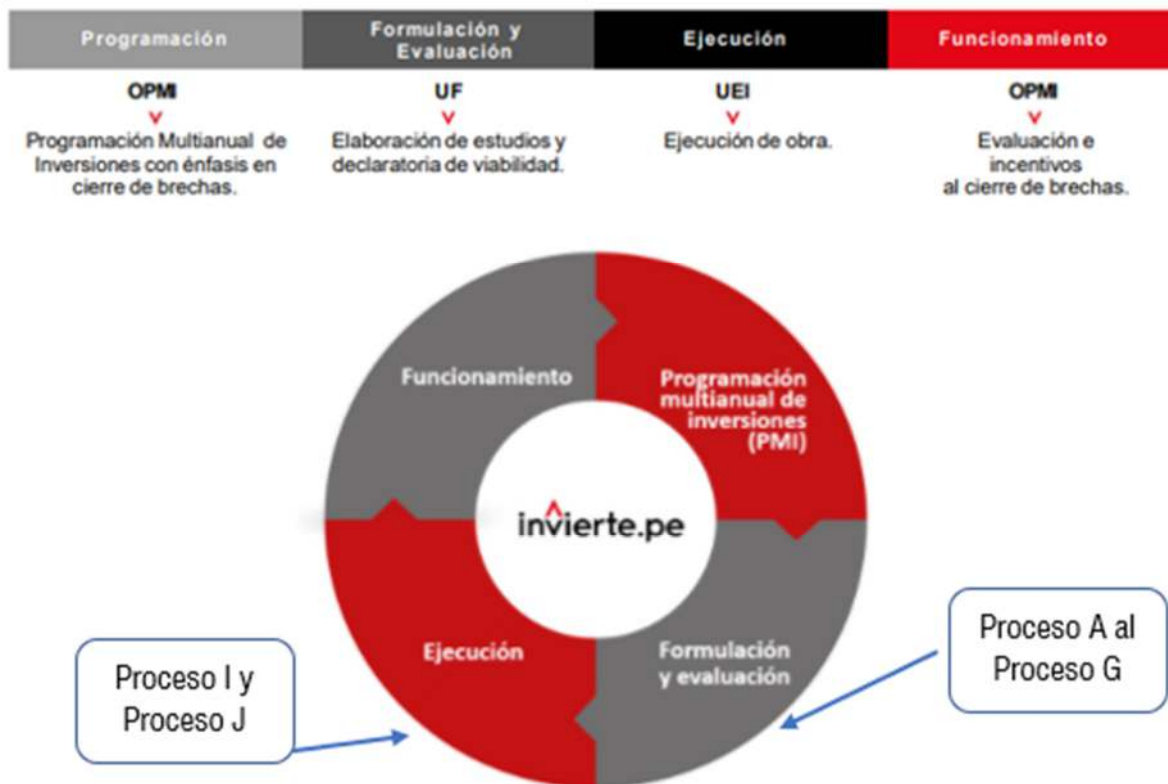 Programación
Formulación y
Evaluación
Ejecución
Funcionamiento
OPMI
Programación Multianual de
Inversiones con énfasis en
cierre de brechas.
UF
Elaboración de estudios y
declaratoria de viabilidad.
UEI
Ejecución de obra.
OPMI
Evaluación e
incentivos
al cierre de brechas.
Funcionamiento
Programación
multianual de
inversiones
(PMI)
invierte.pe
Ejecución
Formulación
y evaluación
Proceso I y
Proceso J
Proceso A al
Proceso G